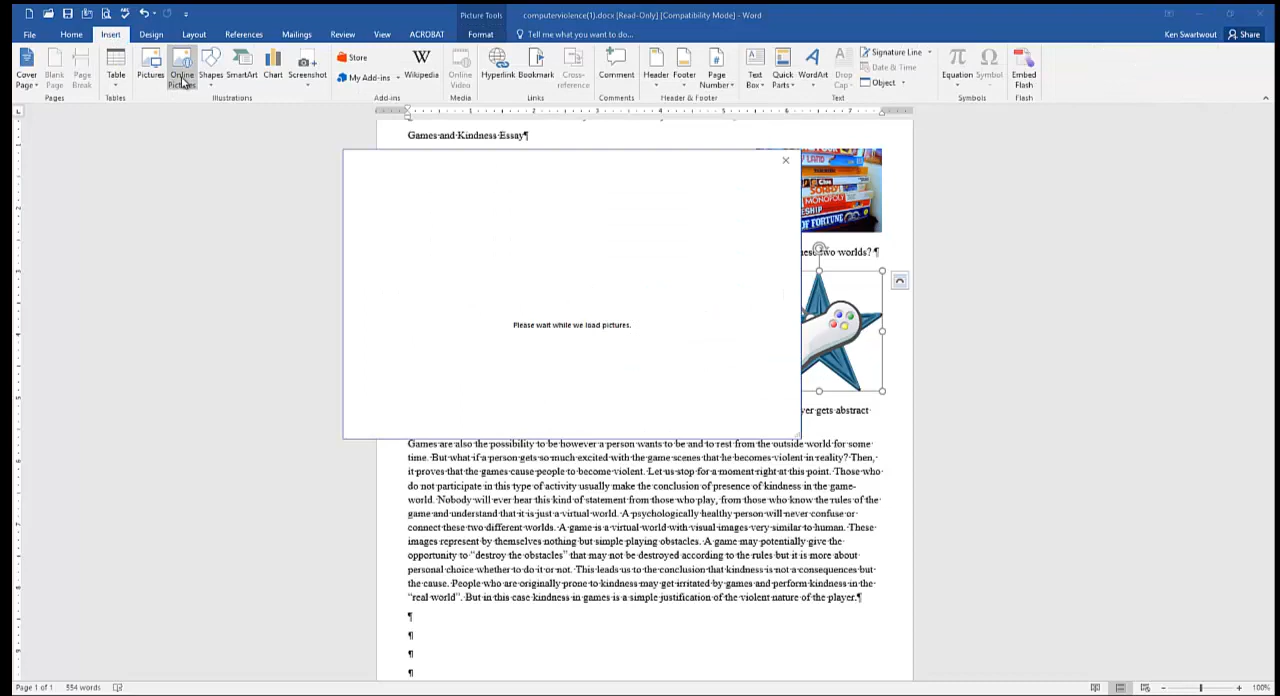 Picture Tools
computerviolence(1).docx [Read-Only] [Compatibility Mode] - Word
File Home Insert Design Layout References Mailings Review View ACROBAT Format Tell me what you want to do... Ken Swartwout Share
Cover Page
Blank Page
Page Break
Table
Pictures
Online Pictures
Shapes
SmartArt
Chart
Screenshot
Store
My Add-ins
Wikipedia
Online Video
Hyperlink
Bookmark
Cross-reference
Comment
Header
Footer
Page Number
Text Box
Quick Parts
WordArt
Drop Cap
Signature Line
Date & Time
Object
Equation
Symbol
Embed Flash
Pages Tables Illustrations Add-ins Media Links Comments Header & Footer Text Symbols Flash
1 2 3 4 5 6 7
Games·and·Kindness·Essay¶
LAND
Clue
SORRY
MONOPOLY
OF FORTUNE
two·worlds?·¶
Please wait while we load pictures.
ver·gets·abstract·
Games·are·also·the·possibility·to·be·however·a·person·wants·to·be·and·to·rest·from·the·outside·world·for·some·
time.·But·what·if·a·person·gets·so·much·excited·with·the·game·scenes·that·he·becomes·violent·in·reality?·Then,·
it·proves·that·the·games·cause·people·to·become·violent.·Let·us·stop·for·a·moment·right·at·this·point.·Those·who·
do·not·participate·in·this·type·of·activity·usually·make·the·conclusion·of·presence·of·kindness·in·the·game-
world.·Nobody·will·ever·hear·this·kind·of·statement·from·those·who·play,·from·those·who·know·the·rules·of·the·
game·and·understand·that·it·is·just·a·virtual·world.·A·psychologically·healthy·person·will·never·confuse·or·
connect·these·two·different·worlds.·A·game·is·a·virtual·world·with·visual·images·very·similar·to·human.·These·
images·represent·by·themselves·nothing·but·simple·playing·obstacles.·A·game·may·potentially·give·the·
opportunity·to·“destroy·the·obstacles”·that·may·not·be·destroyed·according·to·the·rules·but·it·is·more·about·
personal·choice·whether·to·do·it·or·not.·This·leads·us·to·the·conclusion·that·kindness·is·not·a·consequences·but·
the·cause.·People·who·are·originally·prone·to·kindness·may·get·irritated·by·games·and·perform·kindness·in·the·
“real·world”.·But·in·this·case·kindness·in·games·is·a·simple·justification·of·the·violent·nature·of·the·player.¶
¶
¶
¶
¶
Page 1 of 1 554 words 100%